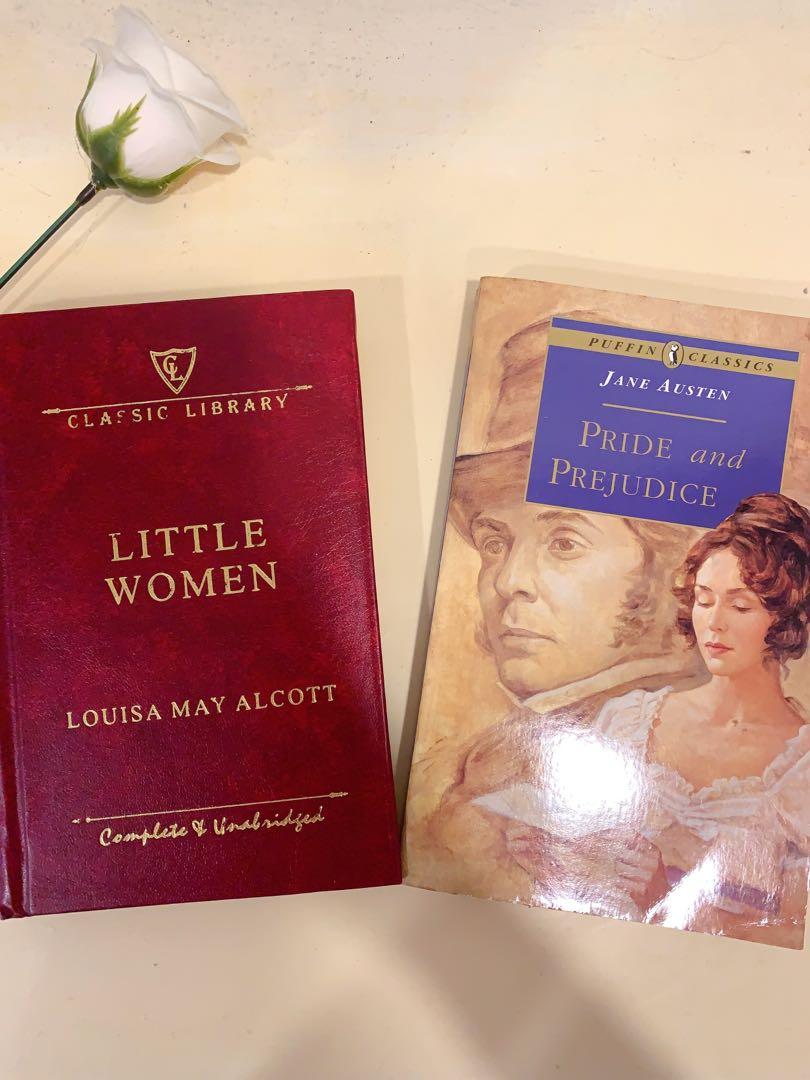 CL
CLASSIC LIBRARY
LITTLE
WOMEN
LOUISA MAY ALCOTT
Complete & Unabridged
PUFFIN CLASSICS
JANE AUSTEN
PRIDE and
PREJUDICE